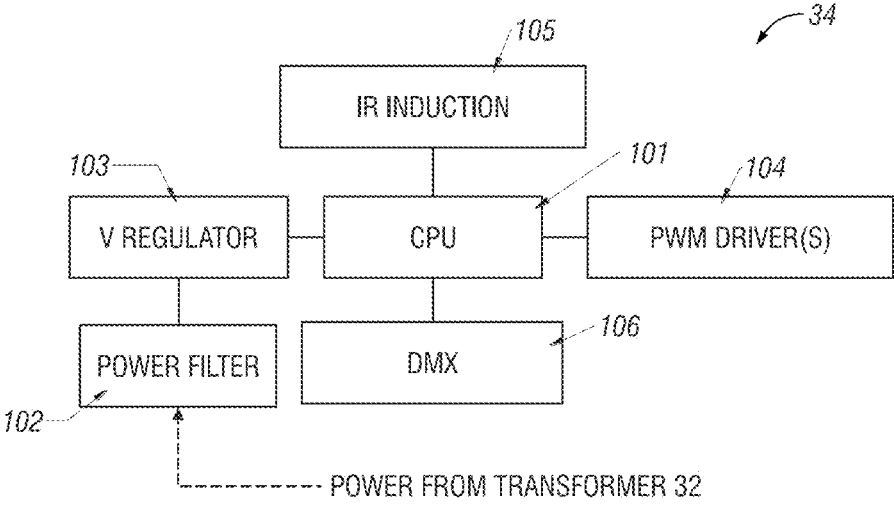 105
34
IR INDUCTION
103
101
104
V REGULATOR
CPU
PWM DRIVER(S)
106
POWER FILTER
DMX
102
POWER FROM TRANSFORMER 32